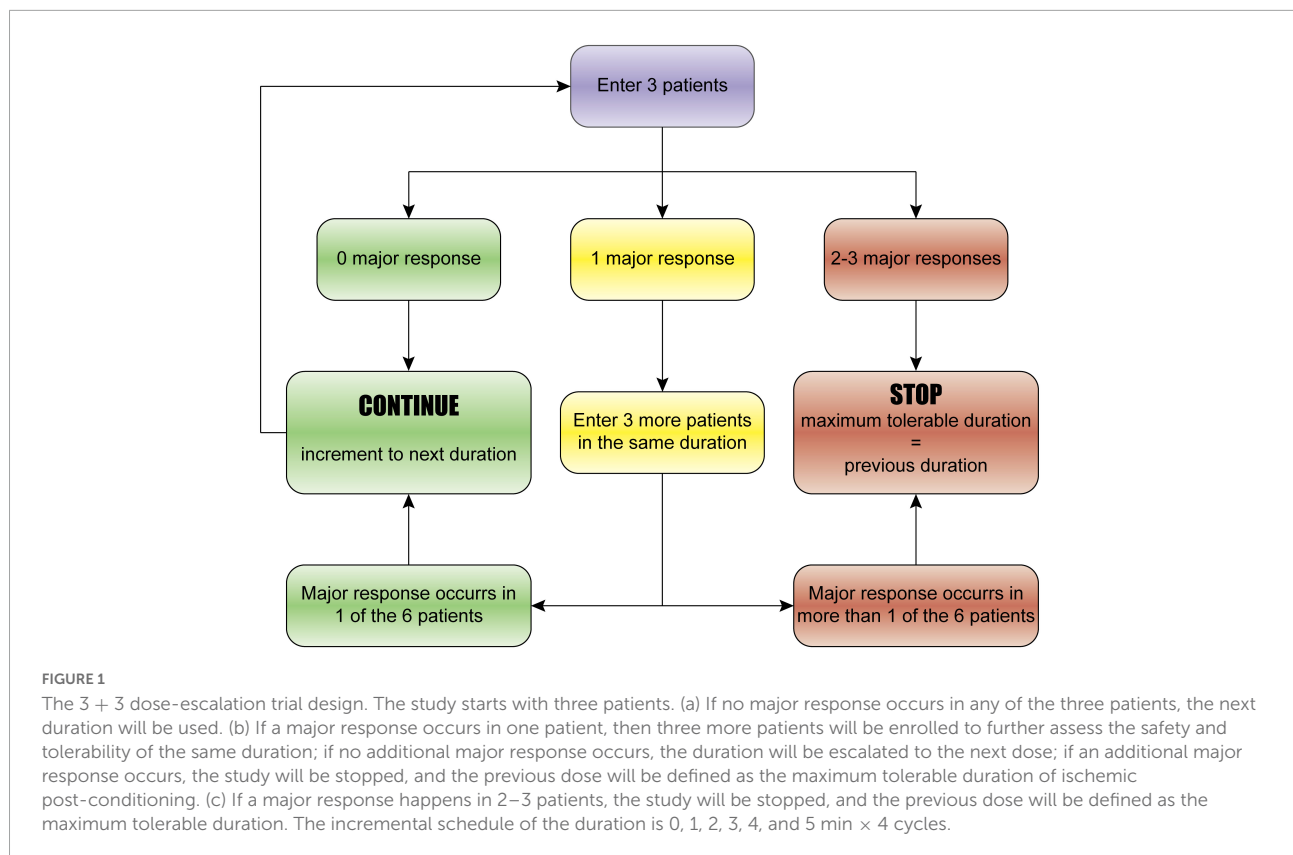 Enter 3 patients
0 major response
1 major response
2-3 major responses
CONTINUE
increment to next duration
Enter 3 more patients
in the same duration
STOP
maximum tolerable duration
=
previous duration
Major response occurrs in
1 of the 6 patients
Major response occurrs in
more than 1 of the 6 patients
FIGURE 1
The 3 + 3 dose-escalation trial design. The study starts with three patients. (a) If no major response occurs in any of the three patients, the next
duration will be used. (b) If a major response occurs in one patient, then three more patients will be enrolled to further assess the safety and
tolerability of the same duration; if no additional major response occurs, the duration will be escalated to the next dose; if an additional major
response occurs, the study will be stopped, and the previous dose will be defined as the maximum tolerable duration of ischemic
post-conditioning. (c) If a major response happens in 2–3 patients, the study will be stopped, and the previous dose will be defined as the
maximum tolerable duration. The incremental schedule of the duration is 0, 1, 2, 3, 4, and 5 min × 4 cycles.